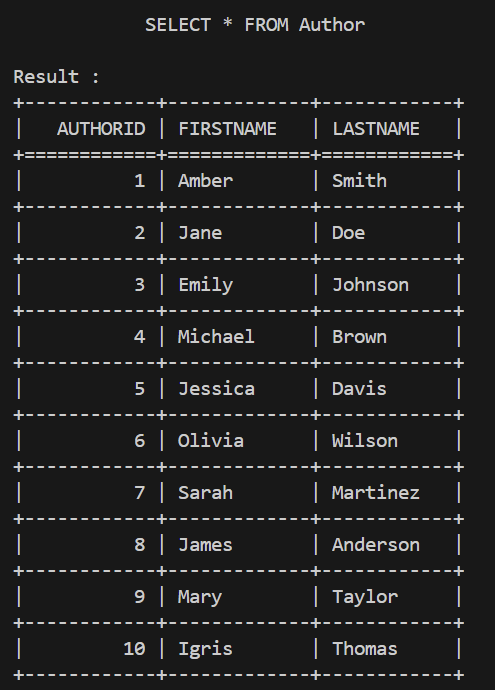 SELECT * FROM Author
Result :
+------------+-------------+------------+
|   AUTHORID | FIRSTNAME   | LASTNAME   |
+============+=============+============+
|          1 | Amber       | Smith      |
+------------+-------------+------------+
|          2 | Jane        | Doe        |
+------------+-------------+------------+
|          3 | Emily       | Johnson    |
+------------+-------------+------------+
|          4 | Michael     | Brown      |
+------------+-------------+------------+
|          5 | Jessica     | Davis      |
+------------+-------------+------------+
|          6 | Olivia      | Wilson     |
+------------+-------------+------------+
|          7 | Sarah       | Martinez   |
+------------+-------------+------------+
|          8 | James       | Anderson   |
+------------+-------------+------------+
|          9 | Mary        | Taylor     |
+------------+-------------+------------+
|         10 | Igris       | Thomas     |
+------------+-------------+------------+